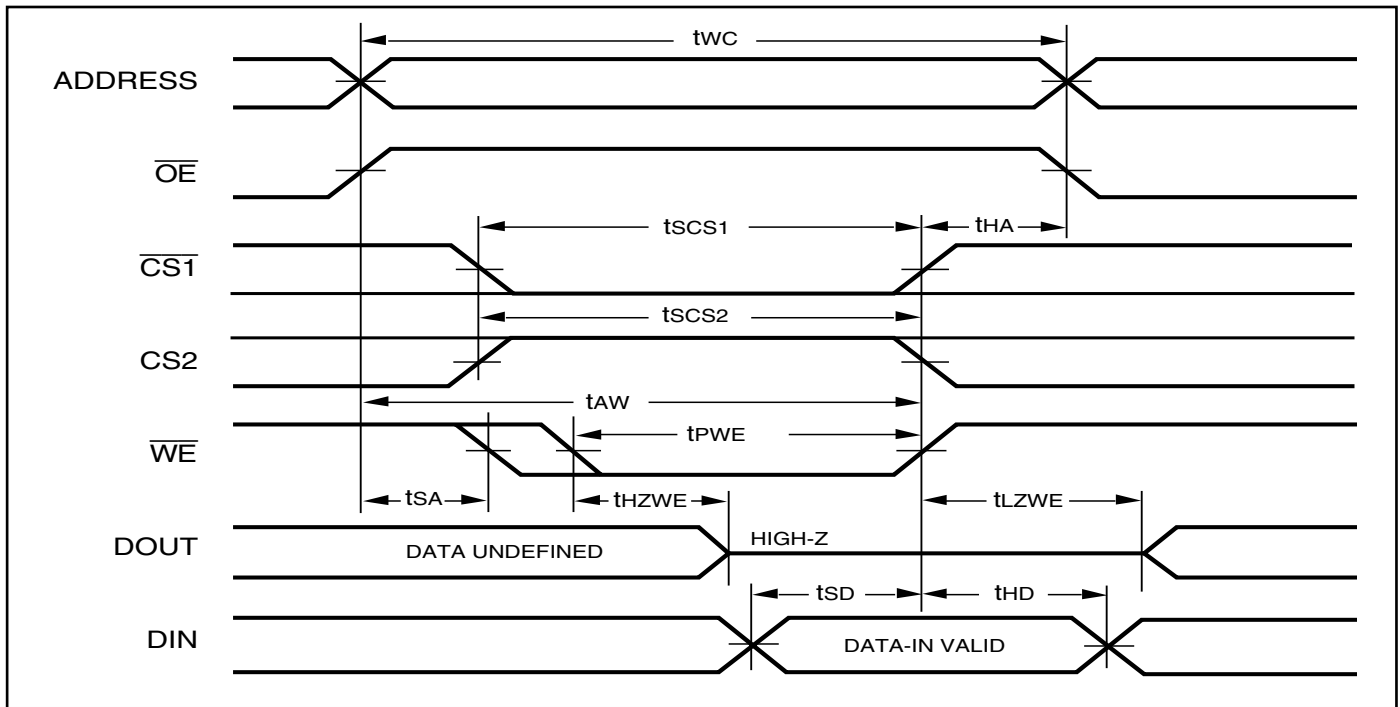 tWC
ADDRESS
OE
tSCS1
tHA
CS1
tSCS2
CS2
tAW
WE
tPWE
tSA
tHZWE
tLZWE
DOUT
DATA UNDEFINED
HIGH-Z
tSD
tHD
DIN
DATA-IN VALID